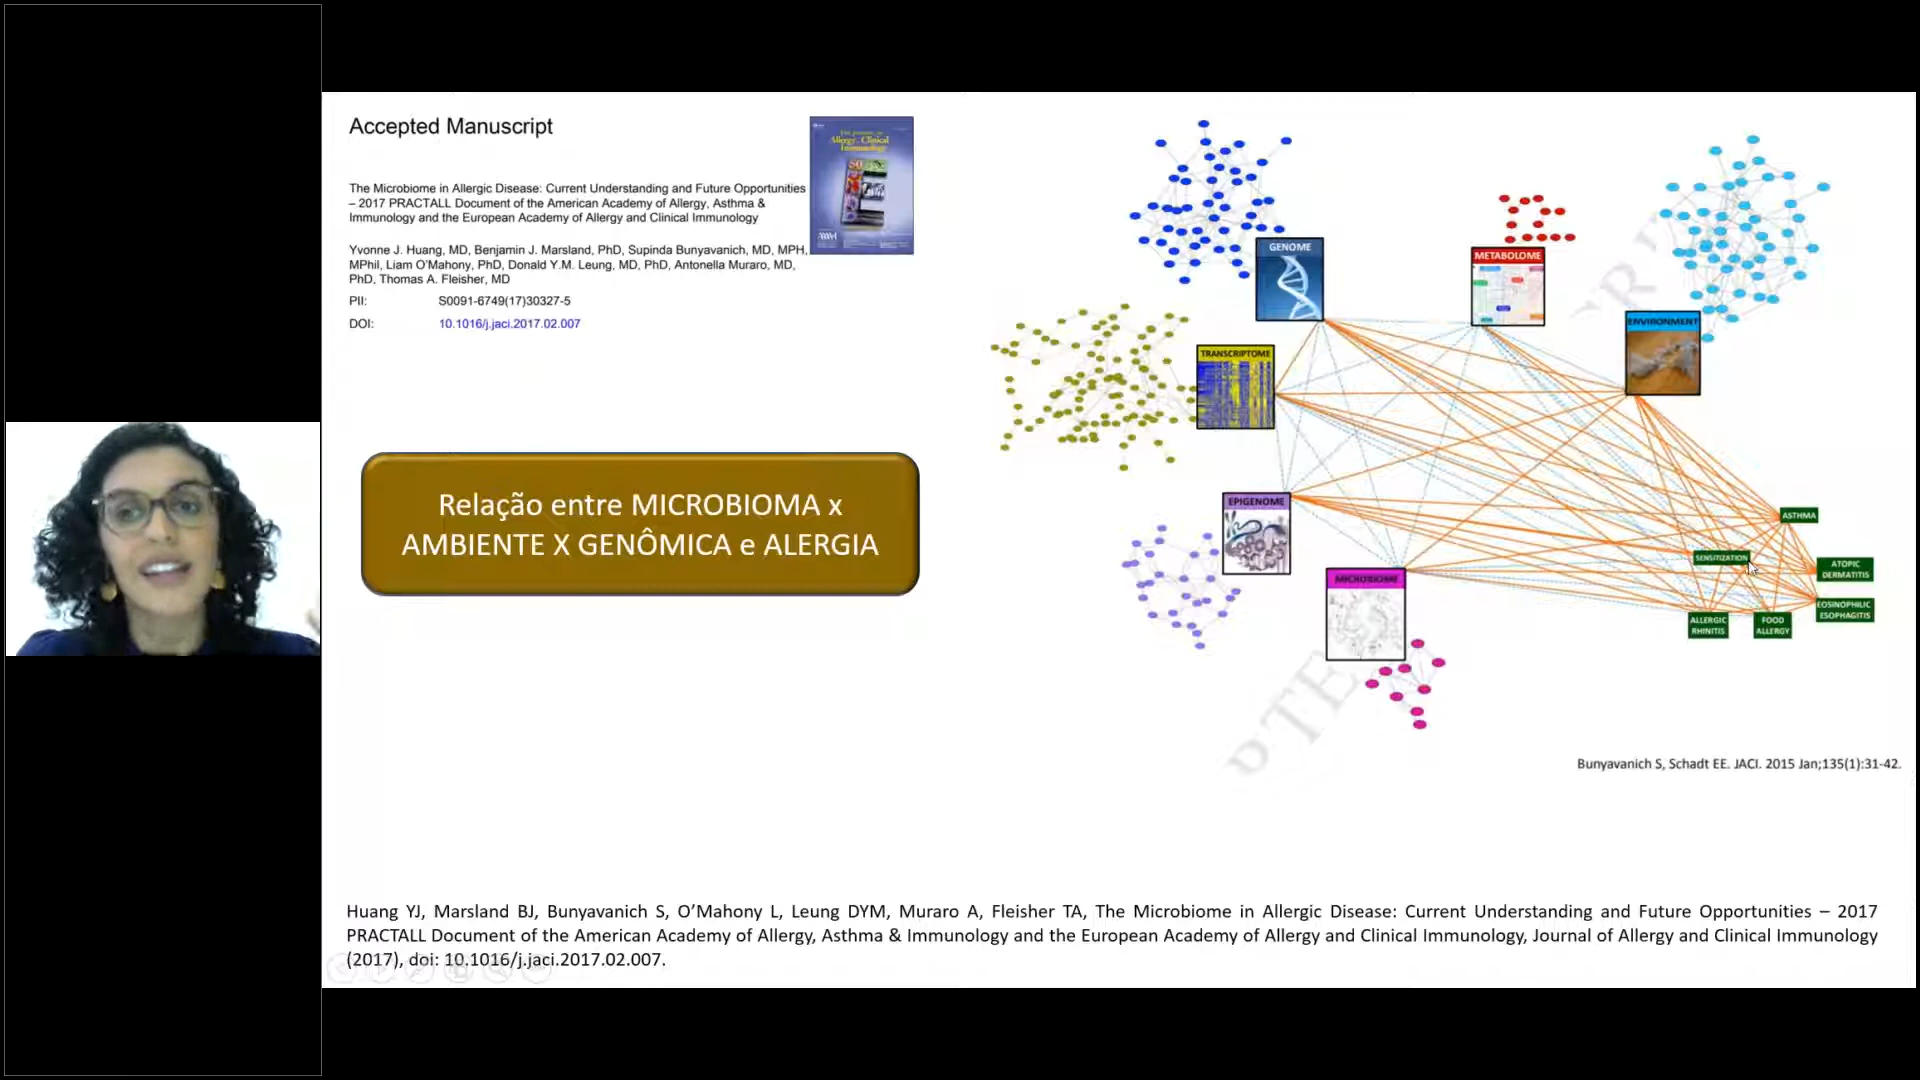 Accepted Manuscript
Allergy Clinical
Immunology
50
The Microbiome in Allergic Disease: Current Understanding and Future Opportunities
– 2017 PRACTALL Document of the American Academy of Allergy, Asthma &
Immunology and the European Academy of Allergy and Clinical Immunology
Yvonne J. Huang, MD, Benjamin J. Marsland, PhD, Supinda Bunyavanich, MD, MPH,
MPhil, Liam O'Mahony, PhD, Donald Y.M. Leung, MD, PhD, Antonella Muraro, MD,
PhD, Thomas A. Fleisher, MD
PII: S0091-6749(17)30327-5
DOI: 10.1016/j.jaci.2017.02.007
Relação entre MICROBIOMA x
AMBIENTE X GENÔMICA e ALERGIA
GENOME
METABOLOME
ENVIRONMENT
TRANSCRIPTOME
EPIGENOME
MICROBIOME
ASTHMA
SENSITIZATION
ATOPIC
DERMATITIS
EOSINOPHILIC
ESOPHAGITIS
ALLERGIC
RHINITIS
FOOD
ALLERGY
Bunyavanich S, Schadt EE. JACI. 2015 Jan;135(1):31-42.
Huang YJ, Marsland BJ, Bunyavanich S, O’Mahony L, Leung DYM, Muraro A, Fleisher TA, The Microbiome in Allergic Disease: Current Understanding and Future Opportunities – 2017
PRACTALL Document of the American Academy of Allergy, Asthma & Immunology and the European Academy of Allergy and Clinical Immunology, Journal of Allergy and Clinical Immunology
(2017), doi: 10.1016/j.jaci.2017.02.007.